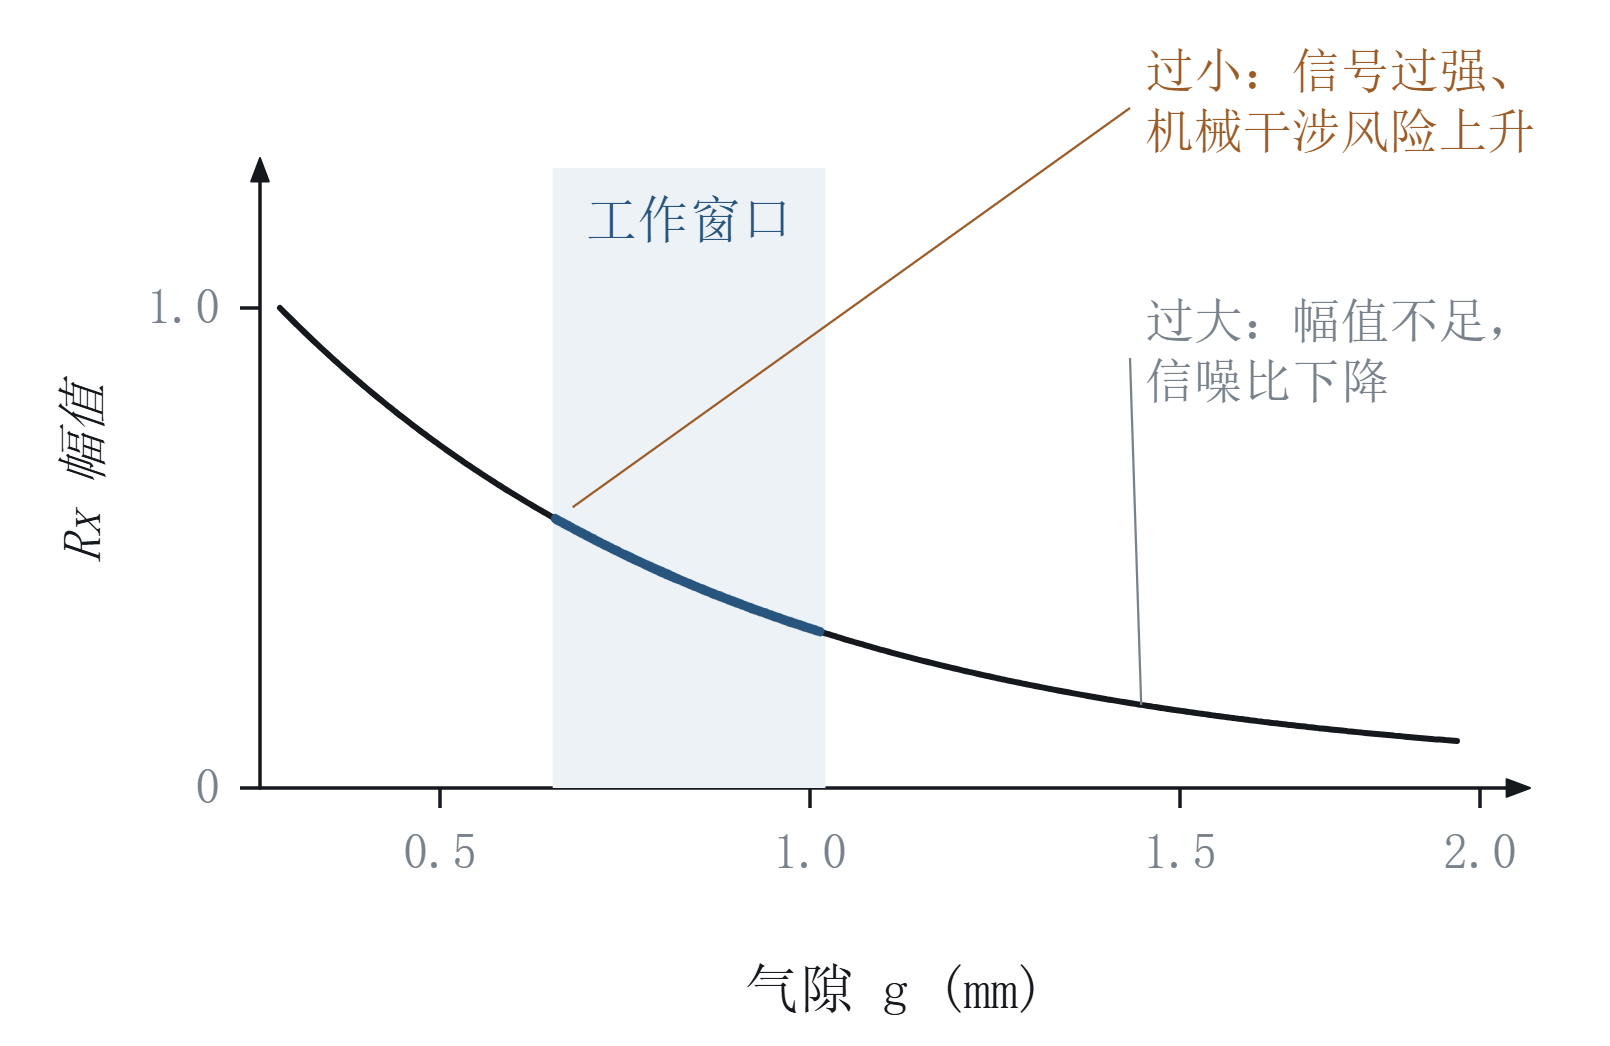 过小：信号过强、
机械干涉风险上升
工作窗口
1.0
过大：幅值不足，
信噪比下降
Rx 幅值
0
0.5
1.0
1.5
2.0
气隙 g (mm)